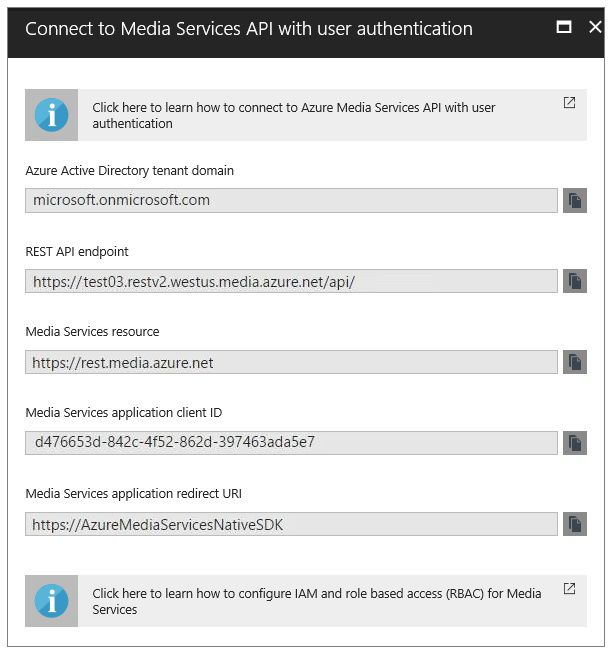 Connect to Media Services API with user authentication
Click here to learn how to connect to Azure Media Services API with user
authentication
Azure Active Directory tenant domain
microsoft.onmicrosoft.com
REST API endpoint
https://test03.restv2.westus.media.azure.net/api/
Media Services resource
https://rest.media.azure.net
Media Services application client ID
d476653d-842c-4f52-862d-397463ada5e7
Media Services application redirect URI
https://AzureMediaServicesNativeSDK
Click here to learn how to configure IAM and role based access (RBAC) for Media
Services